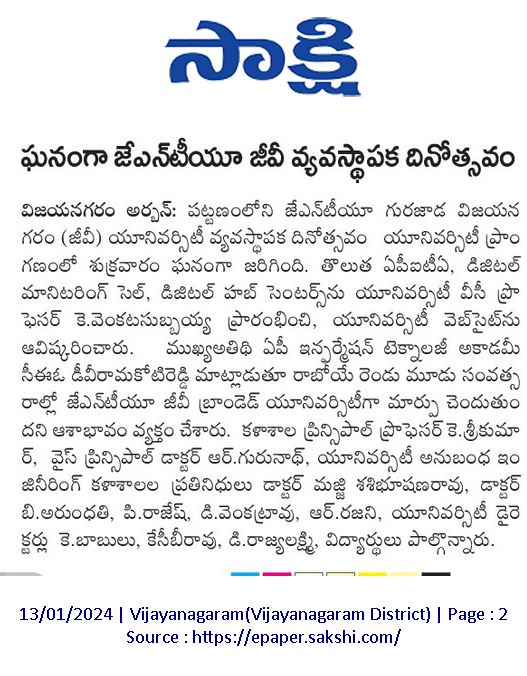 సాక్షి
ఘనంగా జేఎన్‌టీయూ జీవీ వ్యవస్థాపక దినోత్సవం
విజయనగరం అర్బన్: పట్టణంలోని జేఎన్‌టీయూ గురజాడ విజయన
గరం (జీవీ) యూనివర్సిటీ వ్యవస్థాపక దినోత్సవం యూనివర్సిటీ ప్రాం
గణంలో శుక్రవారం ఘనంగా జరిగింది. తొలుత ఏపీఐటీఏ, డిజిటల్
మానిటరింగ్ సెల్, డిజిటల్ హబ్ సెంటర్స్‌ను యూనివర్సిటీ వీసీ ప్రొ
ఫెసర్ కె.వెంకటసుబ్బయ్య ప్రారంభించి, యూనివర్సిటీ వెబ్‌సైట్‌ను
ఆవిష్కరించారు. ముఖ్యఅతిథి ఏపీ ఇన్ఫర్మేషన్ టెక్నాలజీ అకాడమీ
సీఈఓ డీవీరామకోటిరెడ్డి మాట్లాడుతూ రాబోయే రెండు మూడు సంవత్స
రాల్లో జేఎన్‌టీయూ జీవీ బ్రాండెడ్ యూనివర్సిటీగా మార్పు చెందుతుం
దని ఆశాభావం వ్యక్తం చేశారు. కళాశాల ప్రిన్సిపాల్ ప్రొఫెసర్ కె.శ్రీకుమా
ర్, వైస్ ప్రిన్సిపాల్ డాక్టర్ ఆర్.గురునాథ్, యూనివర్సిటీ అనుబంధ ఇం
జినీరింగ్ కళాశాలల ప్రతినిధులు డాక్టర్ మజ్జి శశిభూషణరావు, డాక్టర్
బి.అరుంధతి, పి.రాజేష్, డి.వెంకట్రావు, ఆర్.రజని, యూనివర్సిటీ డైరె
క్టర్లు కె.బాబులు, కేసీబీరావు, డి.రాజ్యలక్ష్మి, విద్యార్థులు పాల్గొన్నారు.
13/01/2024 | Vijayanagaram(Vijayanagaram District) | Page : 2
Source : https://epaper.sakshi.com/